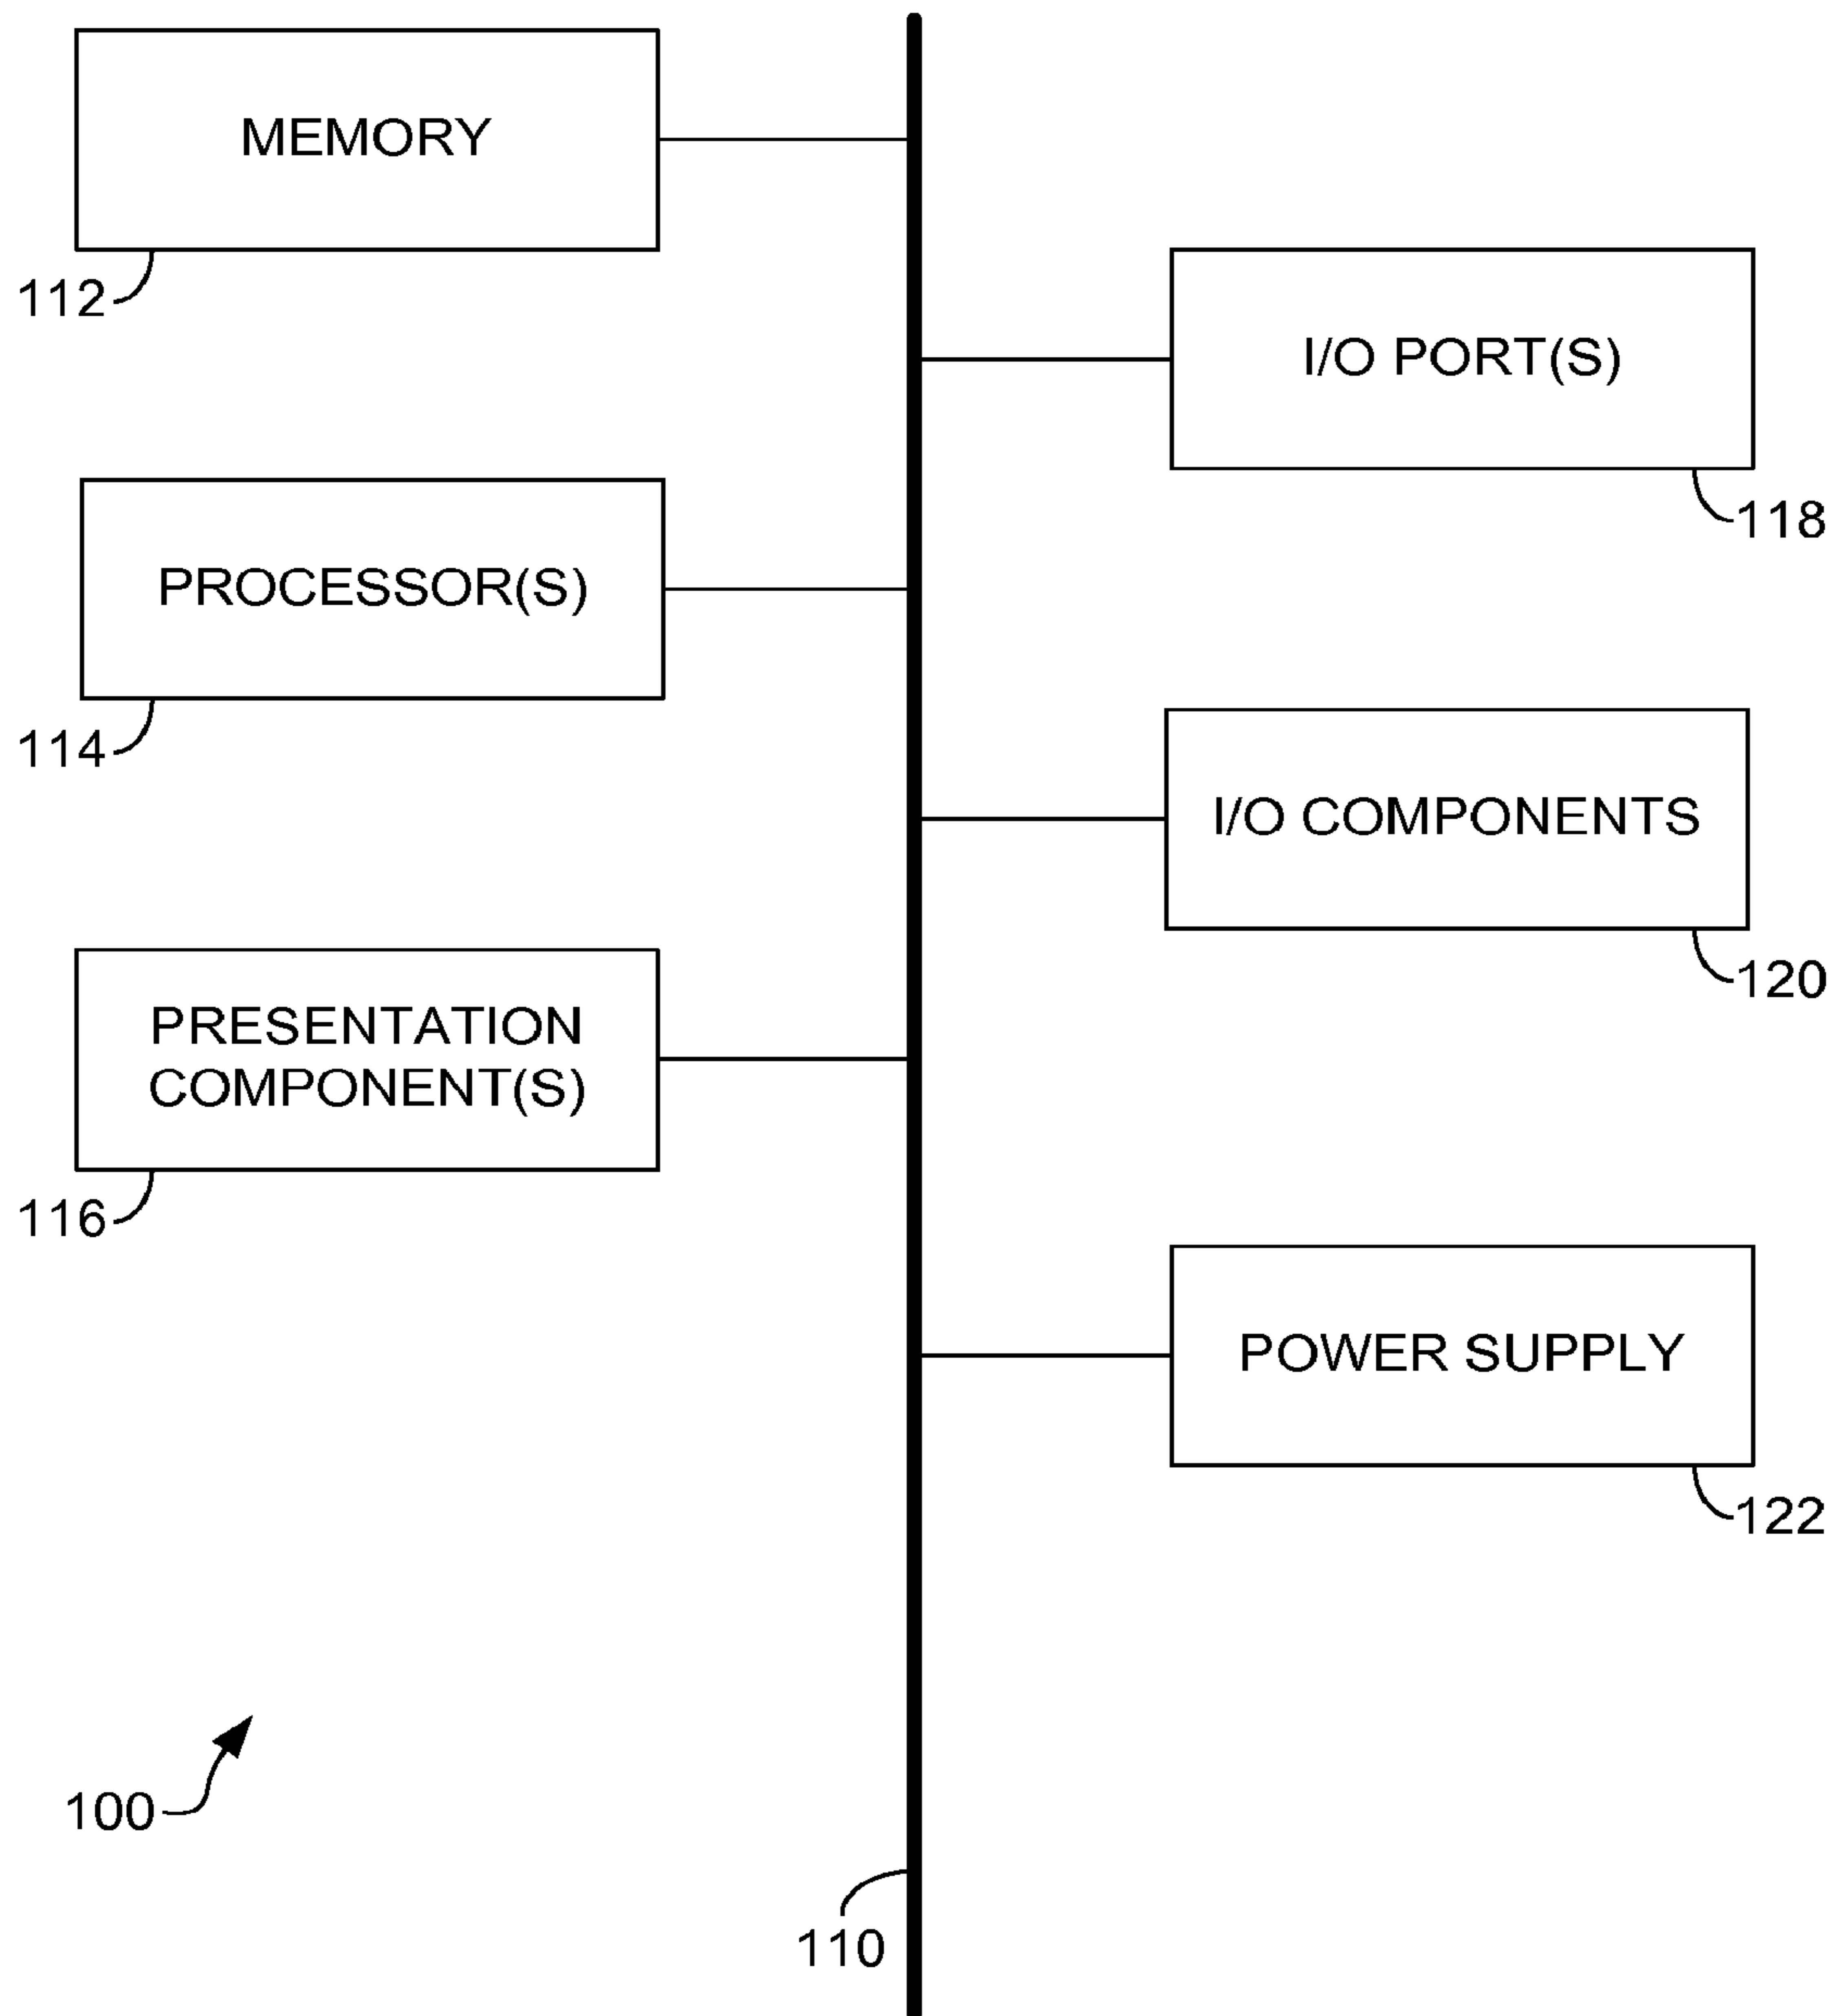 MEMORY
112
I/O PORT(S)
118
PROCESSOR(S)
114
I/O COMPONENTS
120
PRESENTATION
COMPONENT(S)
116
POWER SUPPLY
122
100
110